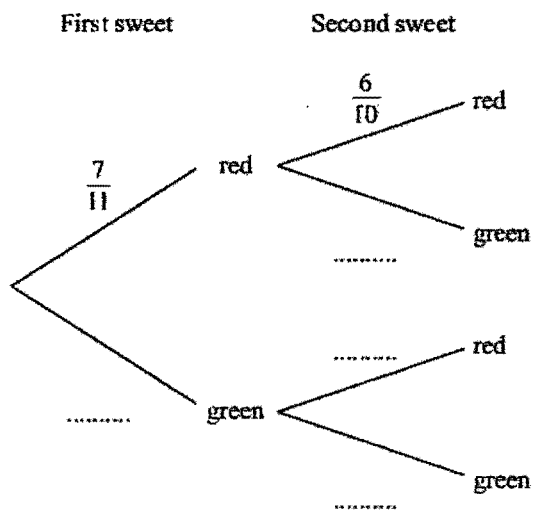 First sweet Second sweet
6
10
red
7
11
red
green
.........
.........
red
green
.........
green
.........